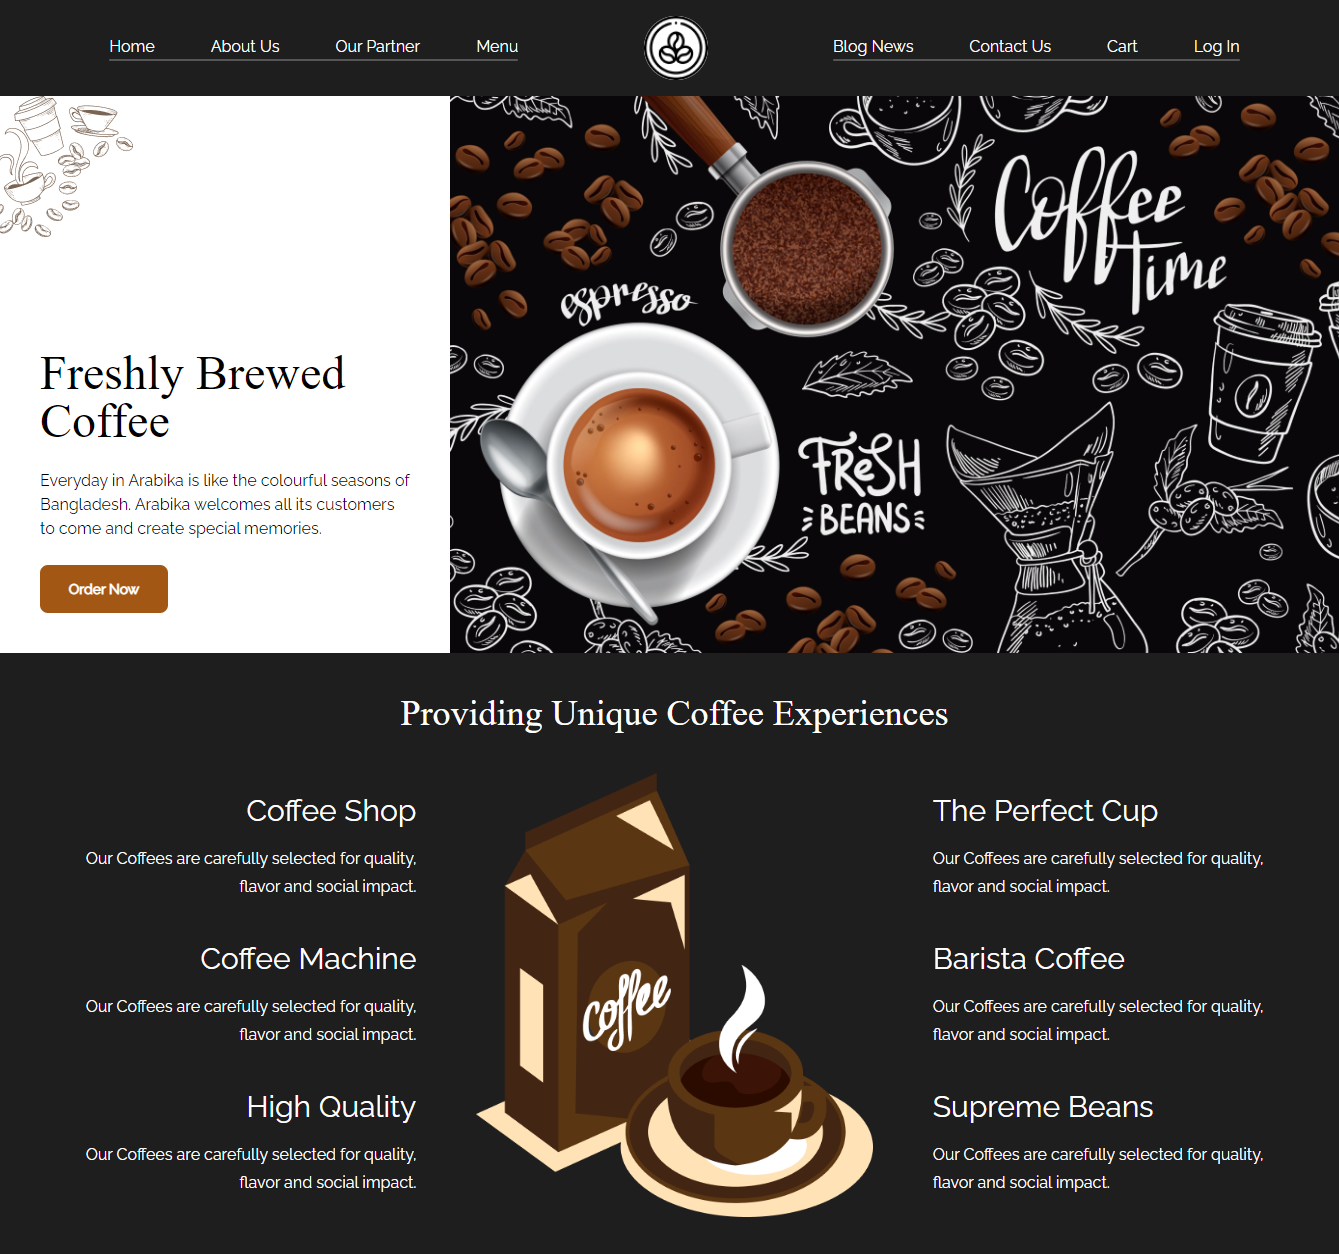 Home About Us Our Partner Menu Blog News Contact Us Cart Log In
Coffee
time
espresso
FReSH
BEANS
Freshly Brewed
Coffee
Everyday in Arabika is like the colourful seasons of
Bangladesh. Arabika welcomes all its customers
to come and create special memories.
Order Now
Providing Unique Coffee Experiences
Coffee Shop
Our Coffees are carefully selected for quality,
flavor and social impact.
Coffee Machine
Our Coffees are carefully selected for quality,
flavor and social impact.
High Quality
Our Coffees are carefully selected for quality,
flavor and social impact.
coffee
The Perfect Cup
Our Coffees are carefully selected for quality,
flavor and social impact.
Barista Coffee
Our Coffees are carefully selected for quality,
flavor and social impact.
Supreme Beans
Our Coffees are carefully selected for quality,
flavor and social impact.